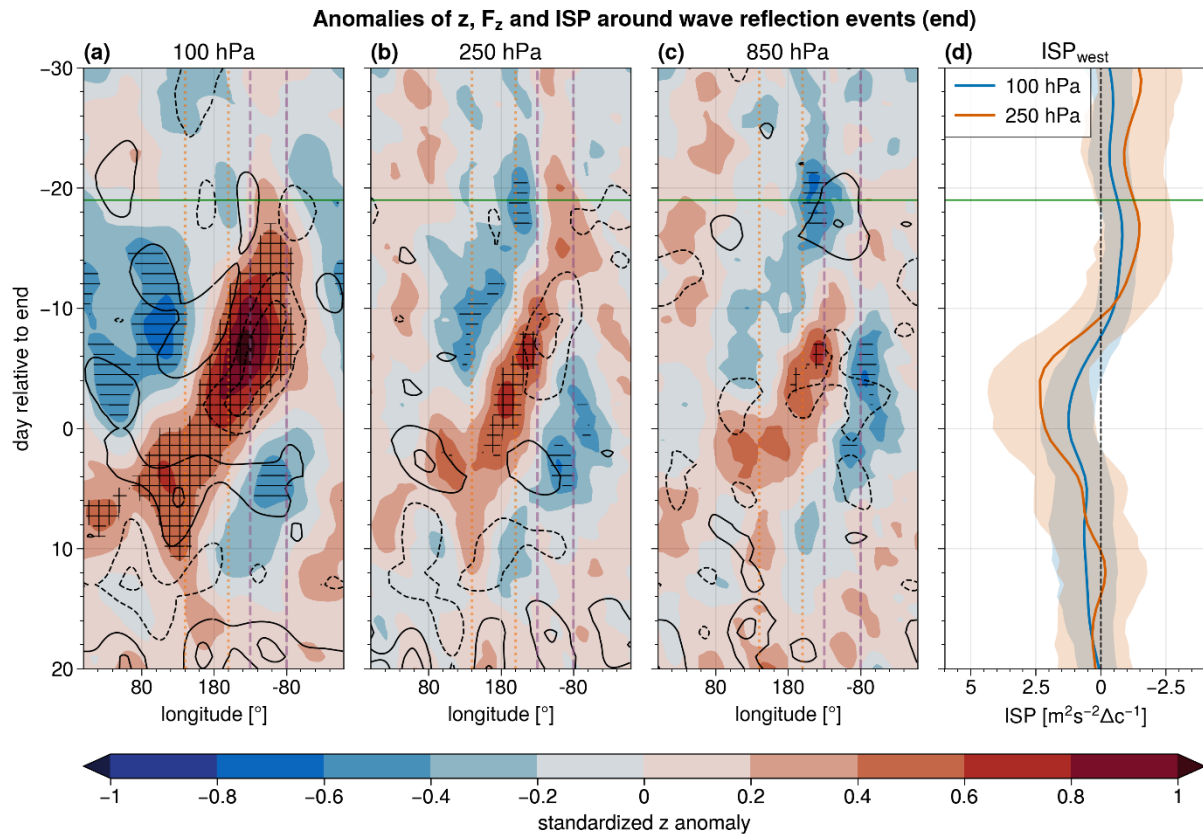 Anomalies of z, F_z and ISP around wave reflection events (end)
(a) 100 hPa (b) 250 hPa (c) 850 hPa (d) ISP_west
−30
−20
−10
0
10
20
day relative to end
100 hPa
250 hPa
80 180 -80 80 180 -80 80 180 -80 5 2.5 0 −2.5
longitude [°] longitude [°] longitude [°] ISP [m²s⁻²Δc⁻¹]
−1 −0.8 −0.6 −0.4 −0.2 0 0.2 0.4 0.6 0.8 1
standardized z anomaly